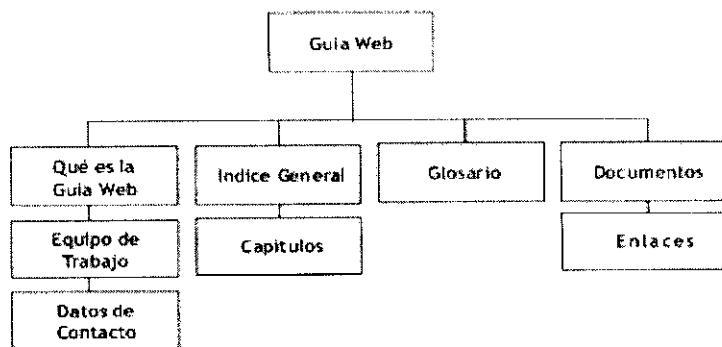 Guia Web
Qué es la
Guia Web
Indice General
Glosario
Documentos
Equipo de
Trabajo
Capitulos
Enlaces
Datos de
Contacto